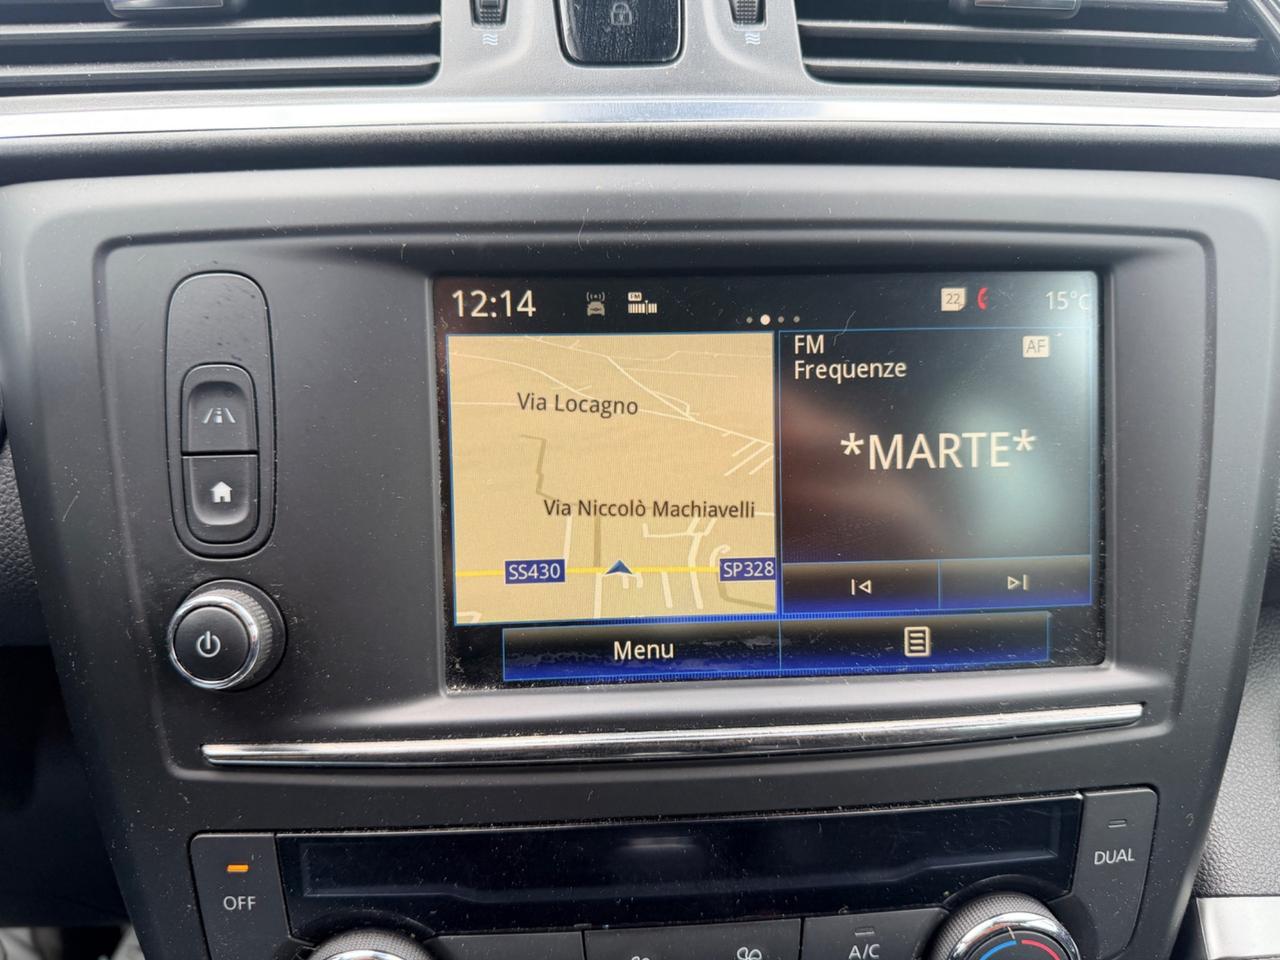 12:14
FM
22
15°C
Via Locagno
Via Niccolò Machiavelli
SS430
SP328
FM
Frequenze
AF
*MARTE*
Menu
OFF
DUAL
A/C